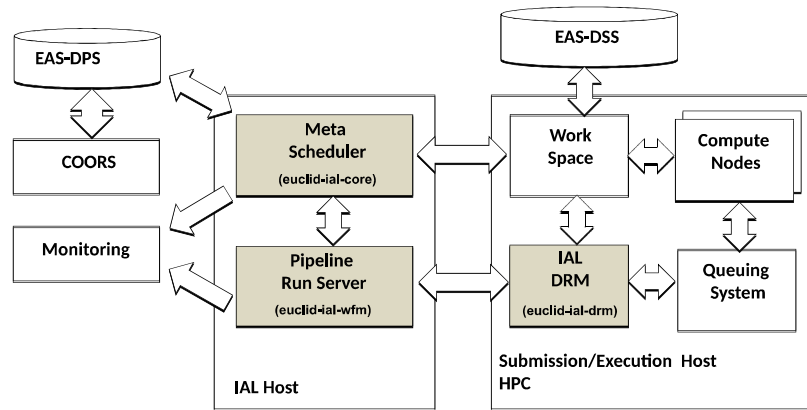 EAS-DSS
EAS-DPS
COORS
Monitoring
Meta
Scheduler
(euclid-ial-core)
Pipeline
Run Server
(euclid-ial-wfm)
IAL Host
Work
Space
Compute
Nodes
IAL
DRM
(euclid-ial-drm)
Queuing
System
Submission/Execution Host
HPC